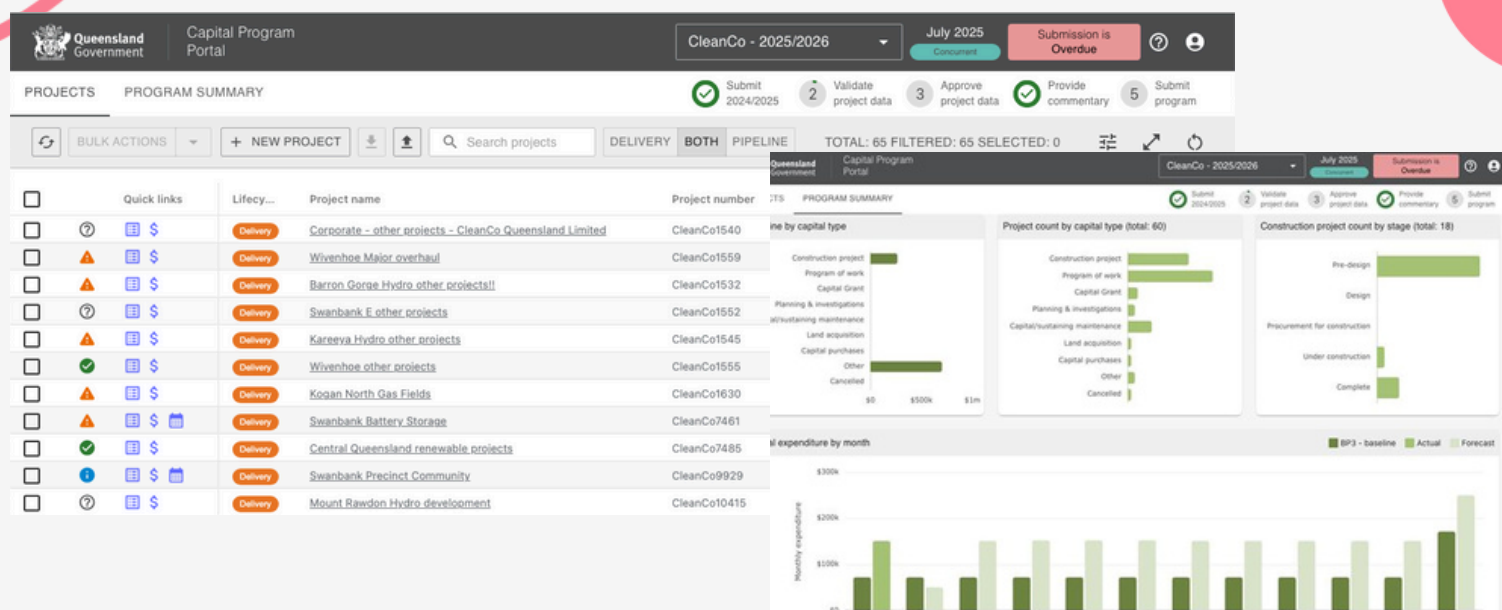 Queensland
Government
Capital Program
Portal
CleanCo - 2025/2026
July 2025
Concurrent
Submission is
Overdue
PROJECTS
PROGRAM SUMMARY
Submit
2024/2025
2
Validate
project data
3
Approve
project data
Provide
commentary
5
Submit
program
BULK ACTIONS
+ NEW PROJECT
Search projects
DELIVERY
BOTH
PIPELINE
TOTAL: 65 FILTERED: 65 SELECTED: 0
Quick links
Lifecy...
Project name
Project number
Delivery Corporate - other projects - CleanCo Queensland Limited CleanCo1540
Delivery Wivenhoe Major overhaul CleanCo1559
Delivery Barron Gorge Hydro other projects!! CleanCo1532
Delivery Swanbank E other projects CleanCo1552
Delivery Kareeya Hydro other projects CleanCo1545
Delivery Wivenhoe other projects CleanCo1555
Delivery Kogan North Gas Fields CleanCo1630
Delivery Swanbank Battery Storage CleanCo7461
Delivery Central Queensland renewable projects CleanCo7485
Delivery Swanbank Precinct Community CleanCo9929
Delivery Mount Rawdon Hydro development CleanCo10415
Queensland
Government
Capital Program
Portal
CleanCo - 2025/2026
July 2025
Concurrent
Submission is
Overdue
CTS
PROGRAM SUMMARY
Submit
2024/2025
2
Validate
project data
3
Approve
project data
Provide
commentary
5
Submit
program
ine by capital type
Construction project
Program of work
Capital Grant
Planning & investigations
al/sustaining maintenance
Land acquisition
Capital purchases
Other
Cancelled
$0
$500k
$1m
Project count by capital type (total: 60)
Construction project
Program of work
Capital Grant
Planning & investigations
Capital/sustaining maintenance
Land acquisition
Capital purchases
Other
Cancelled
Construction project count by stage (total: 18)
Pre-design
Design
Procurement for construction
Under construction
Complete
al expenditure by month
BP3 - baseline
Actual
Forecast
Monthly expenditure
$300k
$200k
$100k
$0